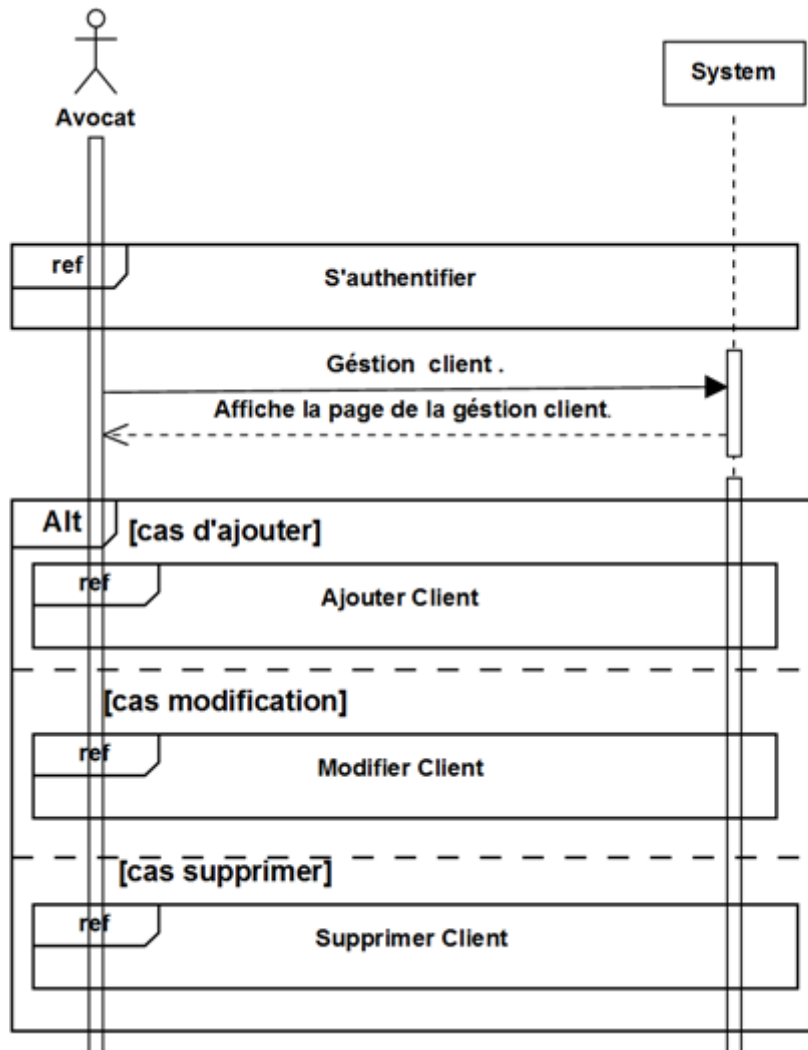 Avocat
System
ref
S'authentifier
Géstion client .
Affiche la page de la géstion client.
Alt
[cas d'ajouter]
ref
Ajouter Client
[cas modification]
ref
Modifier Client
[cas supprimer]
ref
Supprimer Client